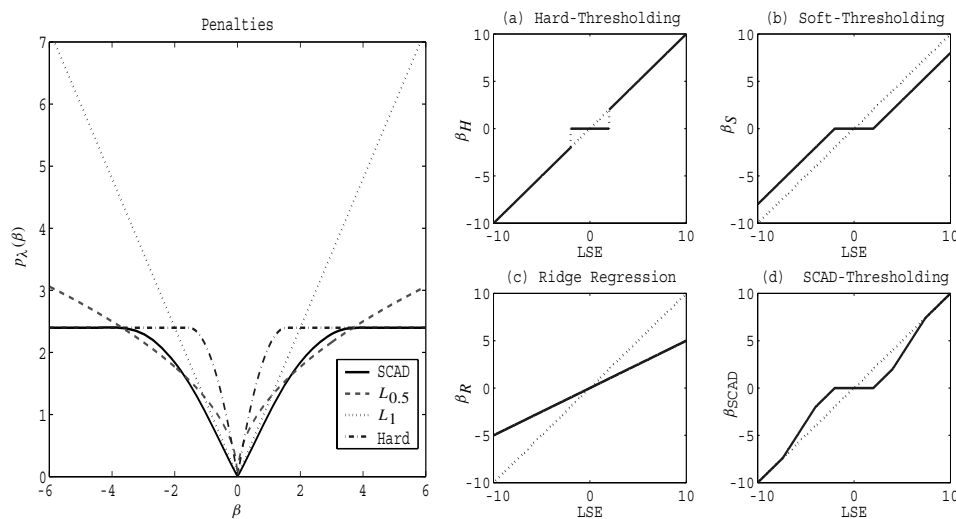 Penalties
7
6
5
4
3
2
1
0
-6
-4
-2
0
2
4
6
pλ(β)
β
SCAD
L0.5
L1
Hard
(a) Hard-Thresholding
10
5
0
-5
-10
-10
0
10
βH
LSE
(b) Soft-Thresholding
10
5
0
-5
-10
-10
0
10
βS
LSE
(c) Ridge Regression
10
5
0
5
-10
-10
0
10
βR
LSE
(d) SCAD-Thresholding
10
5
0
-5
-10
-10
0
10
βSCAD
LSE